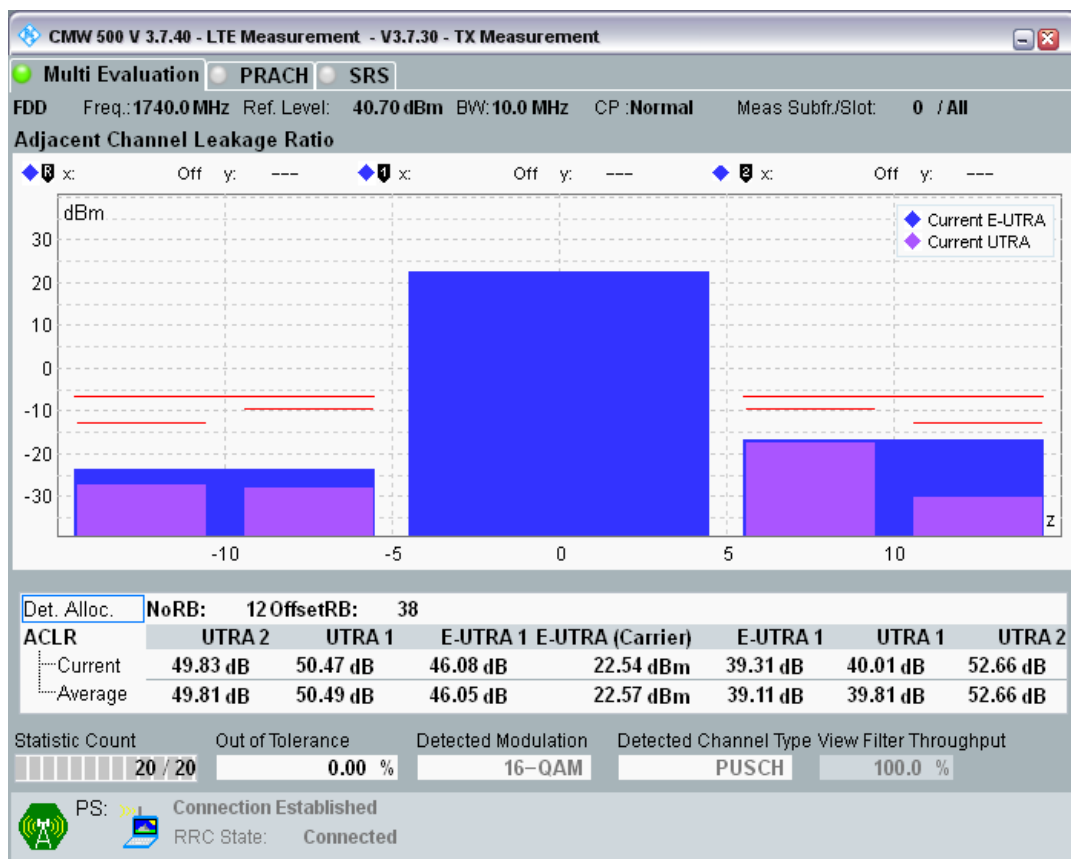 CMW 500 V 3.7.40 - LTE Measurement - V3.7.30 - TX Measurement
Multi Evaluation PRACH SRS
FDD Freq.: 1740.0 MHz Ref. Level: 40.70 dBm BW: 10.0 MHz CP :Normal Meas Subfr./Slot: 0 / All
Adjacent Channel Leakage Ratio
R x: Off y: --- 1 x: Off y: --- 2 x: Off y: ---
dBm
Current E-UTRA
Current UTRA
30
20
10
0
-10
-20
-30
z
-10 -5 0 5 10
Det. Alloc. NoRB: 12 OffsetRB: 38
ACLR UTRA 2 UTRA 1 E-UTRA 1 E-UTRA (Carrier) E-UTRA 1 UTRA 1 UTRA 2
Current 49.83 dB 50.47 dB 46.08 dB 22.54 dBm 39.31 dB 40.01 dB 52.66 dB
Average 49.81 dB 50.49 dB 46.05 dB 22.57 dBm 39.11 dB 39.81 dB 52.66 dB
Statistic Count Out of Tolerance Detected Modulation Detected Channel Type View Filter Throughput
20 / 20 0.00 % 16-QAM PUSCH 100.0 %
PS: Connection Established
RRC State: Connected